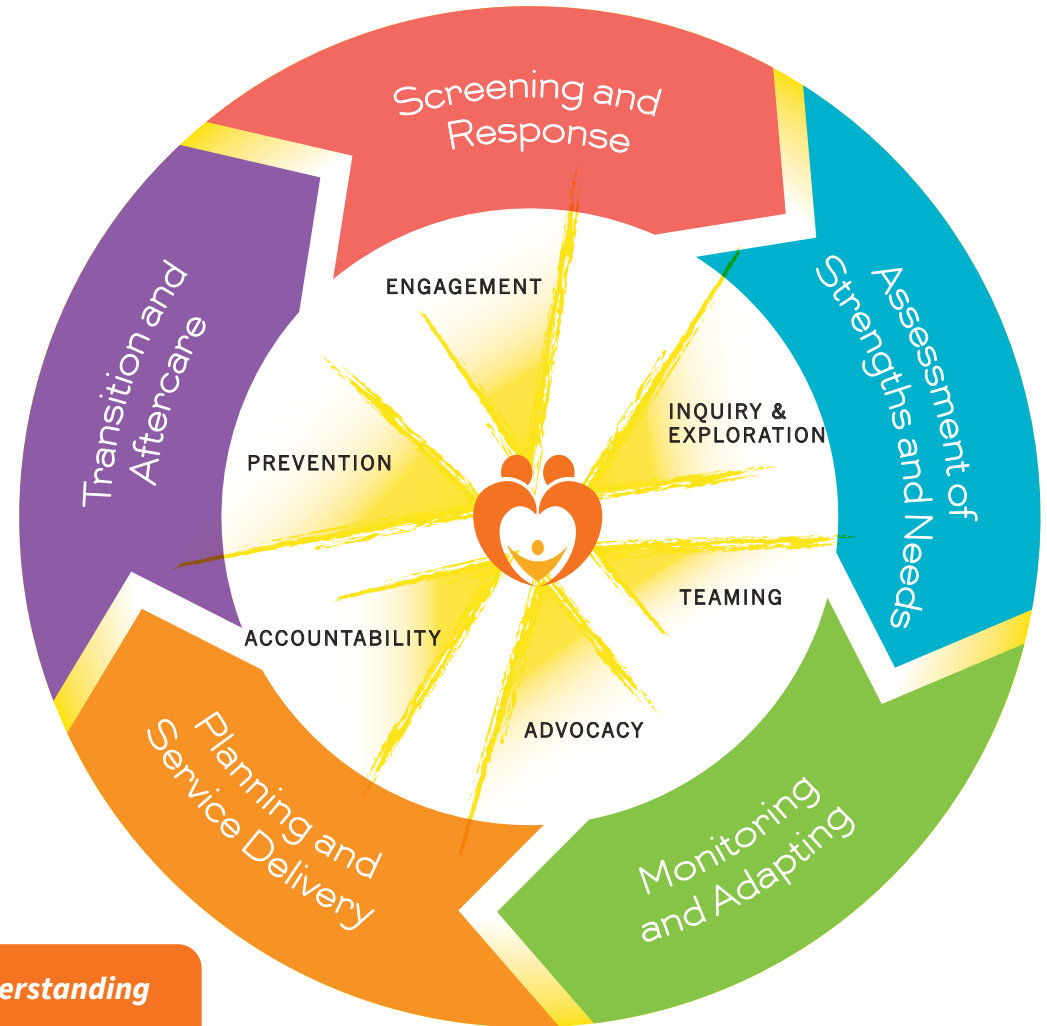 Screening and
Response
Assessment of
Strengths and Needs
Monitoring
and Adapting
Planning and
Service Delivery
Transition and
Aftercare
ENGAGEMENT
INQUIRY &
EXPLORATION
TEAMING
ADVOCACY
ACCOUNTABILITY
PREVENTION
erstanding